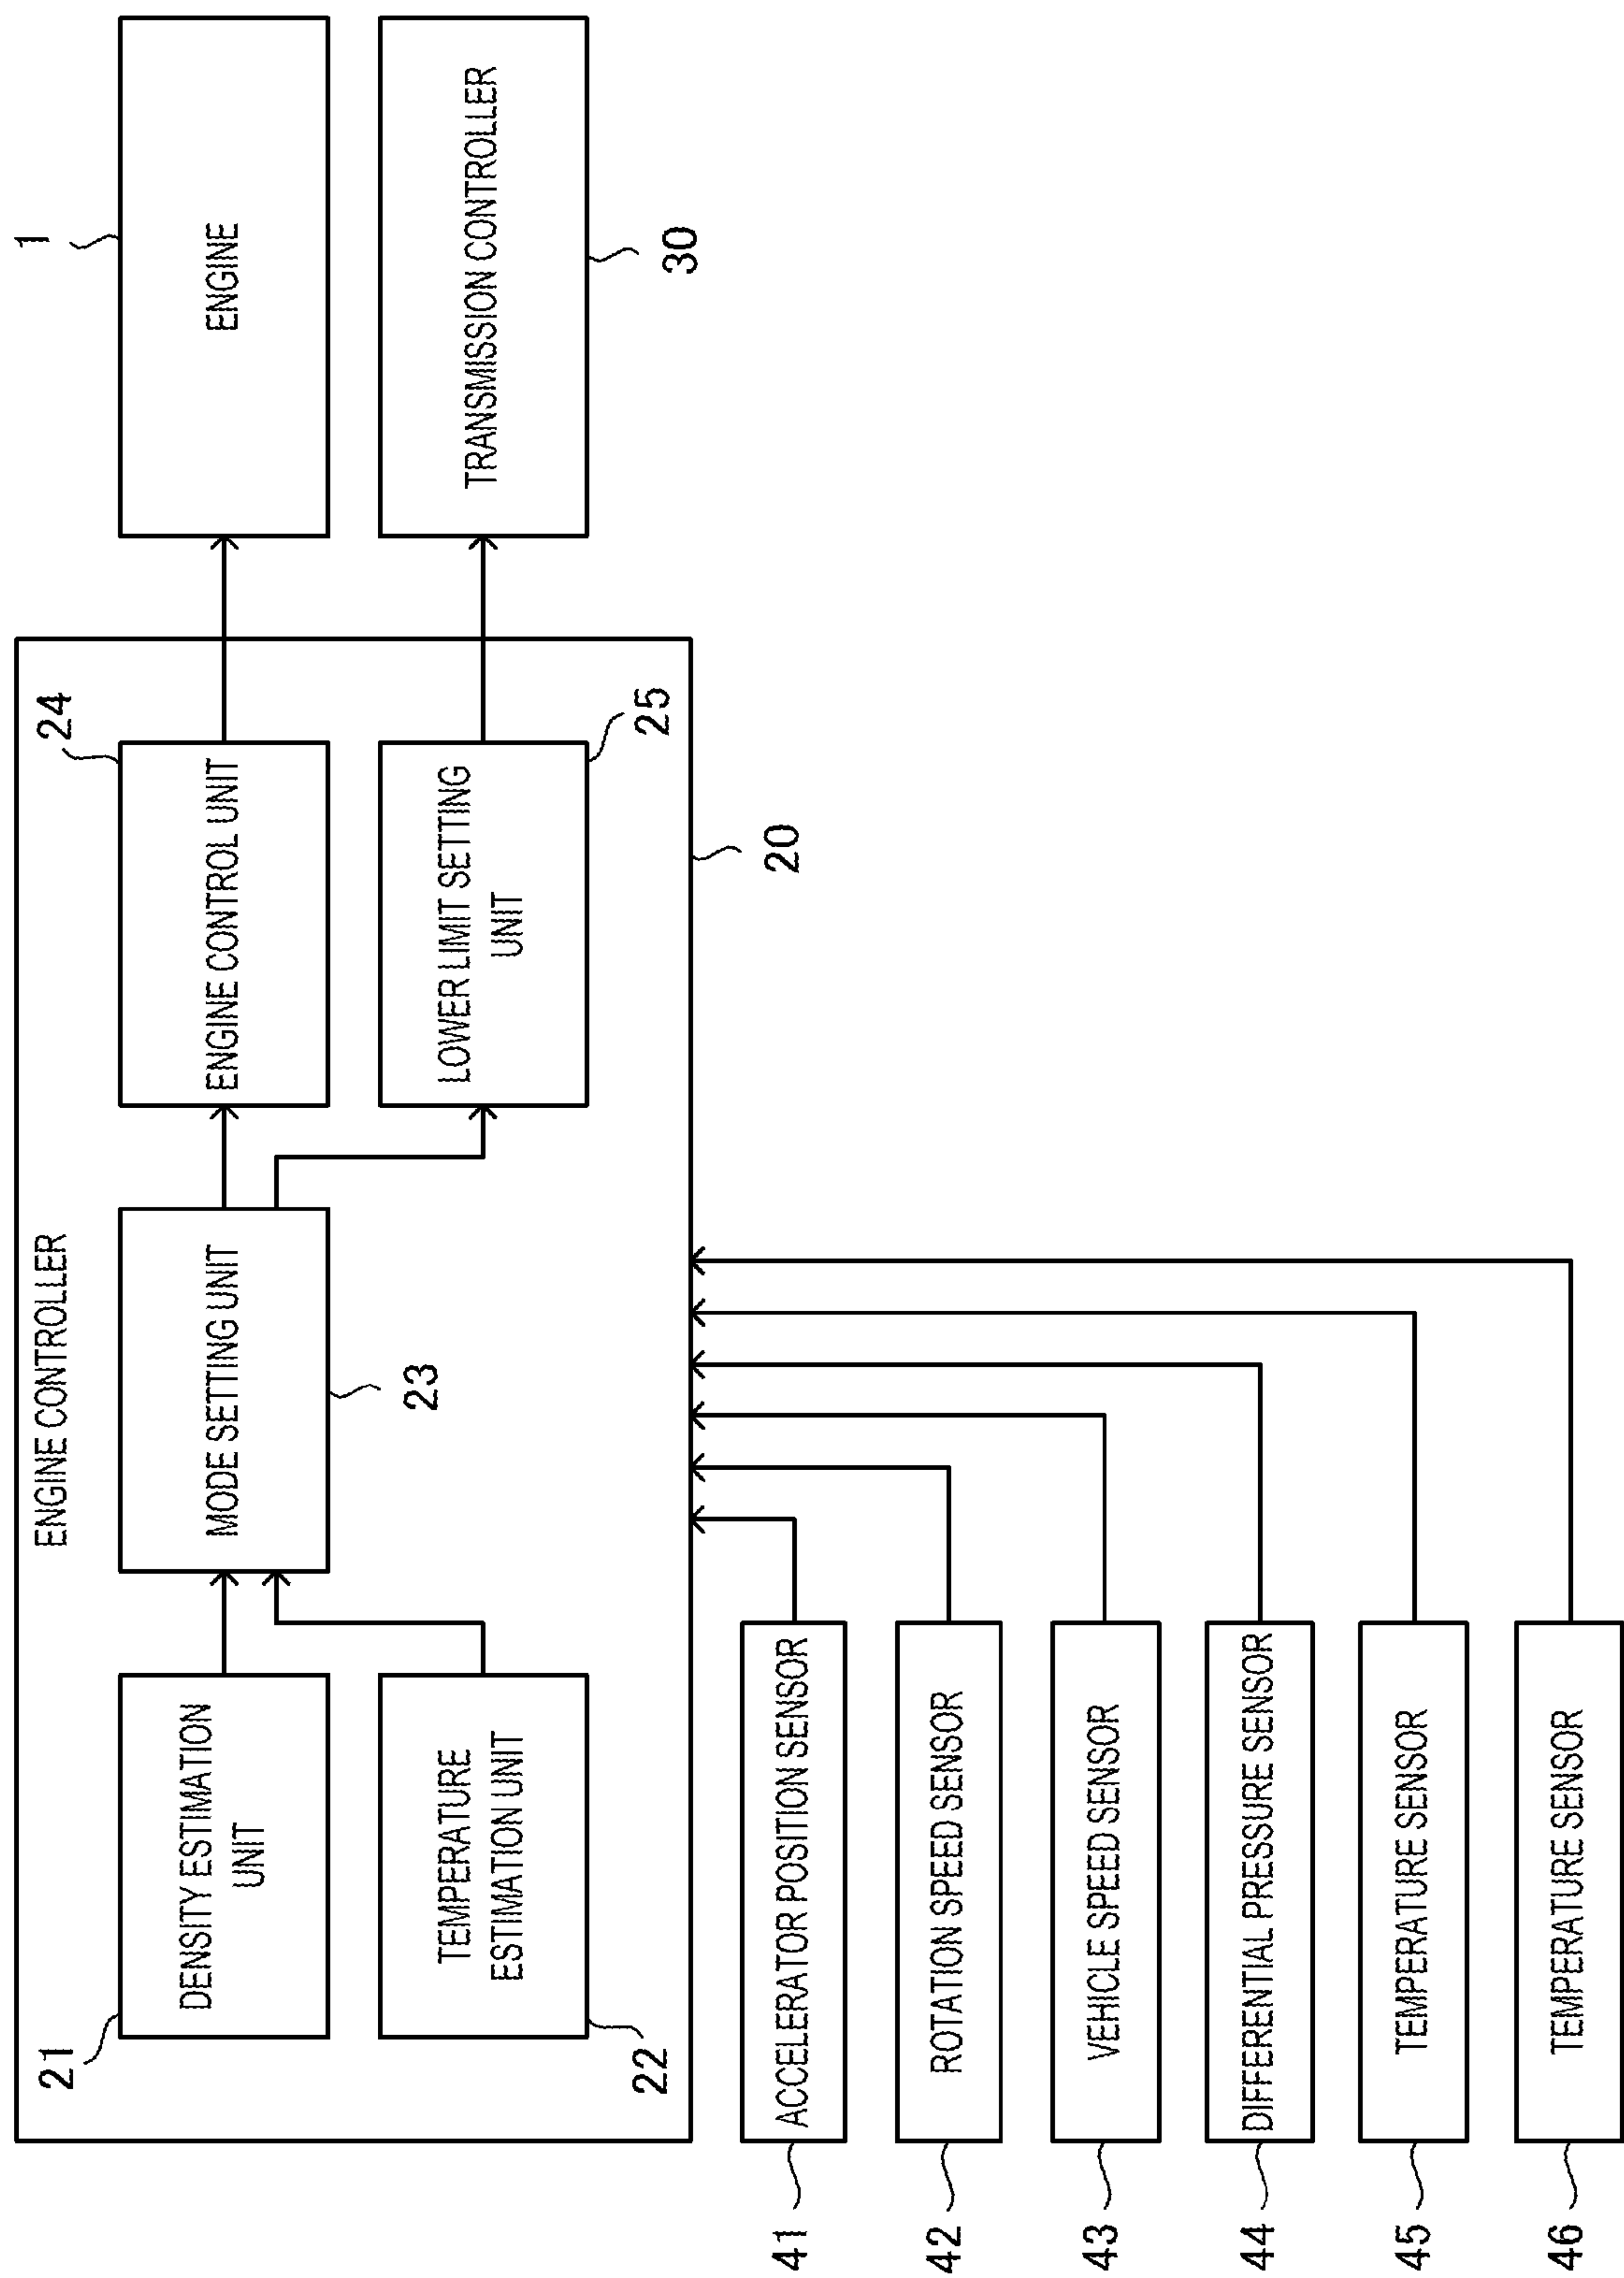 ENGINE CONTROLLER
21
DENSITY ESTIMATION
UNIT
22
TEMPERATURE
ESTIMATION UNIT
MODE SETTING UNIT
23
24
ENGINE CONTROL UNIT
25
LOWER LIMIT SETTING
UNIT
20
1
ENGINE
TRANSMISSION CONTROLLER
30
41
ACCELERATOR POSITION SENSOR
42
ROTATION SPEED SENSOR
43
VEHICLE SPEED SENSOR
44
DIFFERENTIAL PRESSURE SENSOR
45
TEMPERATURE SENSOR
46
TEMPERATURE SENSOR